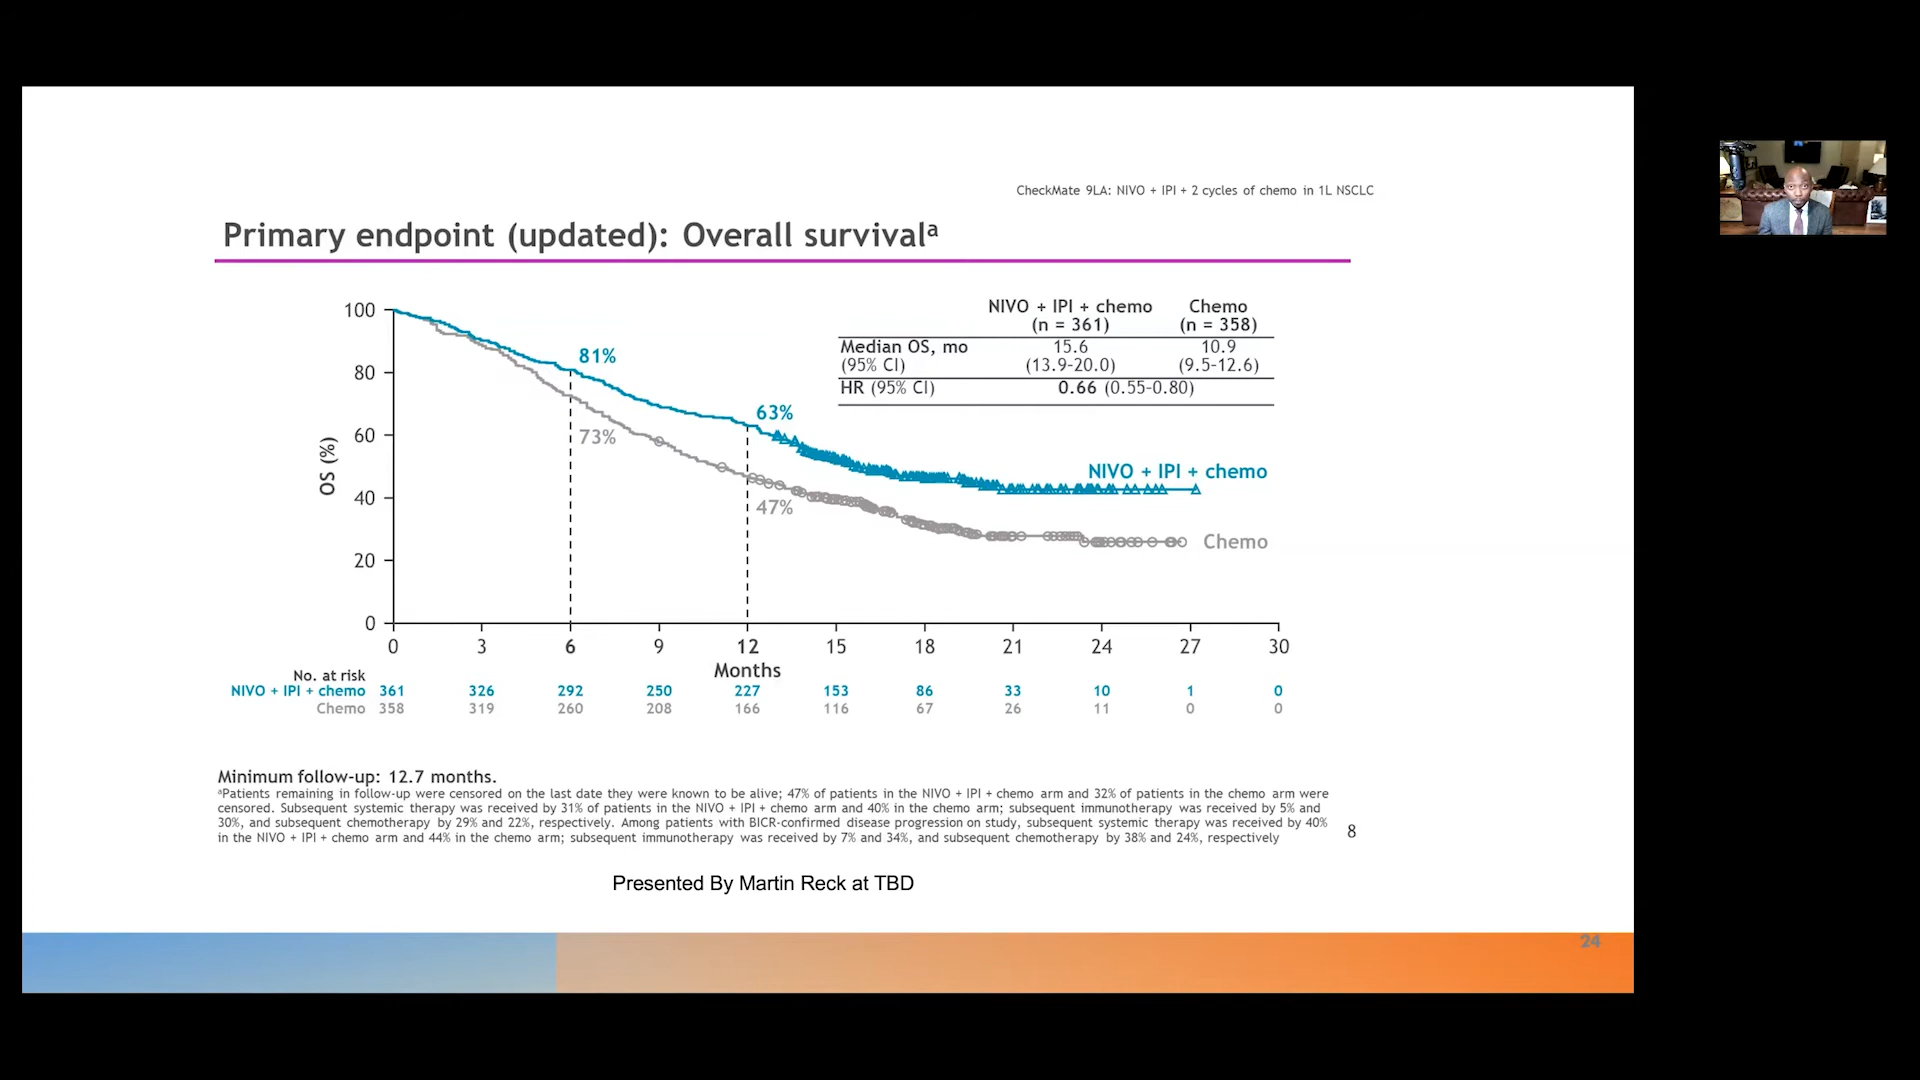 CheckMate 9LA: NIVO + IPI + 2 cycles of chemo in 1L NSCLC
Primary endpoint (updated): Overall survivalᵃ
NIVO + IPI + chemo Chemo
(n = 361) (n = 358)
Median OS, mo 15.6 10.9
(95% CI) (13.9-20.0) (9.5-12.6)
HR (95% CI) 0.66 (0.55-0.80)
100
80
60
40
20
0
OS (%)
81%
73%
63%
47%
NIVO + IPI + chemo
Chemo
0 3 6 9 12 15 18 21 24 27 30
Months
No. at risk
NIVO + IPI + chemo 361 326 292 250 227 153 86 33 10 1 0
Chemo 358 319 260 208 166 116 67 26 11 0 0
Minimum follow-up: 12.7 months.
ᵃPatients remaining in follow-up were censored on the last date they were known to be alive; 47% of patients in the NIVO + IPI + chemo arm and 32% of patients in the chemo arm were
censored. Subsequent systemic therapy was received by 31% of patients in the NIVO + IPI + chemo arm and 40% in the chemo arm; subsequent immunotherapy was received by 5% and
30%, and subsequent chemotherapy by 29% and 22%, respectively. Among patients with BICR-confirmed disease progression on study, subsequent systemic therapy was received by 40%
in the NIVO + IPI + chemo arm and 44% in the chemo arm; subsequent immunotherapy was received by 7% and 34%, and subsequent chemotherapy by 38% and 24%, respectively
8
Presented By Martin Reck at TBD
24